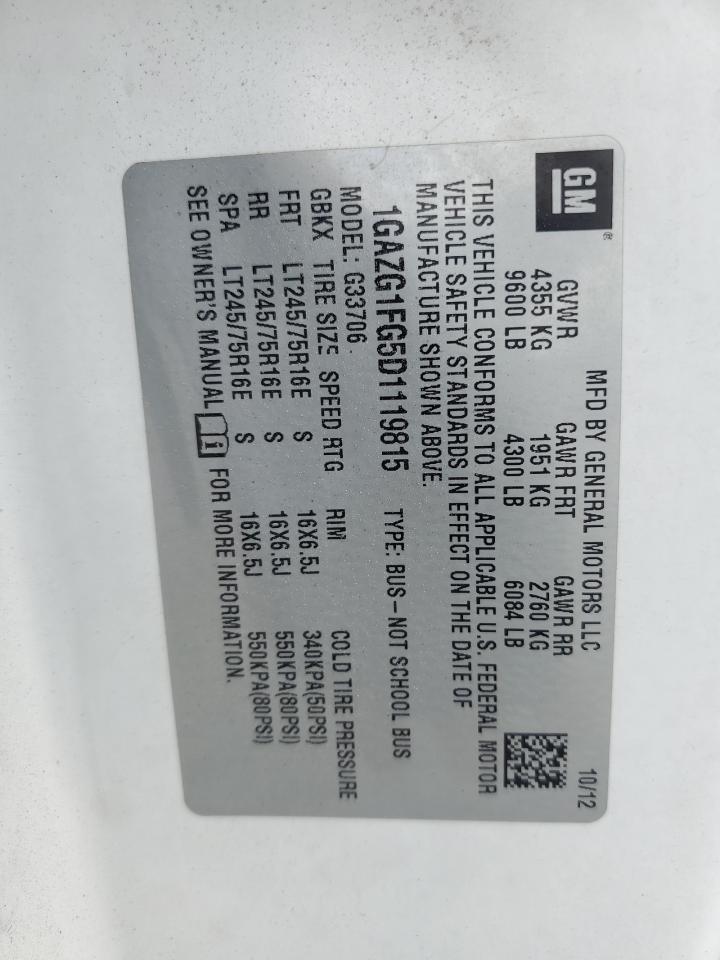 GM®
MFD BY GENERAL MOTORS LLC 10/12
GVWR GAWR FRT GAWR RR
4355 KG 1951 KG 2760 KG
9600 LB 4300 LB 6084 LB
THIS VEHICLE CONFORMS TO ALL APPLICABLE U.S. FEDERAL MOTOR
VEHICLE SAFETY STANDARDS IN EFFECT ON THE DATE OF
MANUFACTURE SHOWN ABOVE.
1GAZG1FG5D1119815 TYPE: BUS-NOT SCHOOL BUS
MODEL: G33706
GBKX TIRE SIZE SPEED RTG RIM COLD TIRE PRESSURE
FRT LT245/75R16E S 16X6.5J 340KPA(50PSI)
RR LT245/75R16E S 16X6.5J 550KPA(80PSI)
SPA LT245/75R16E S 16X6.5J 550KPA(80PSI)
SEE OWNER'S MANUAL i FOR MORE INFORMATION.